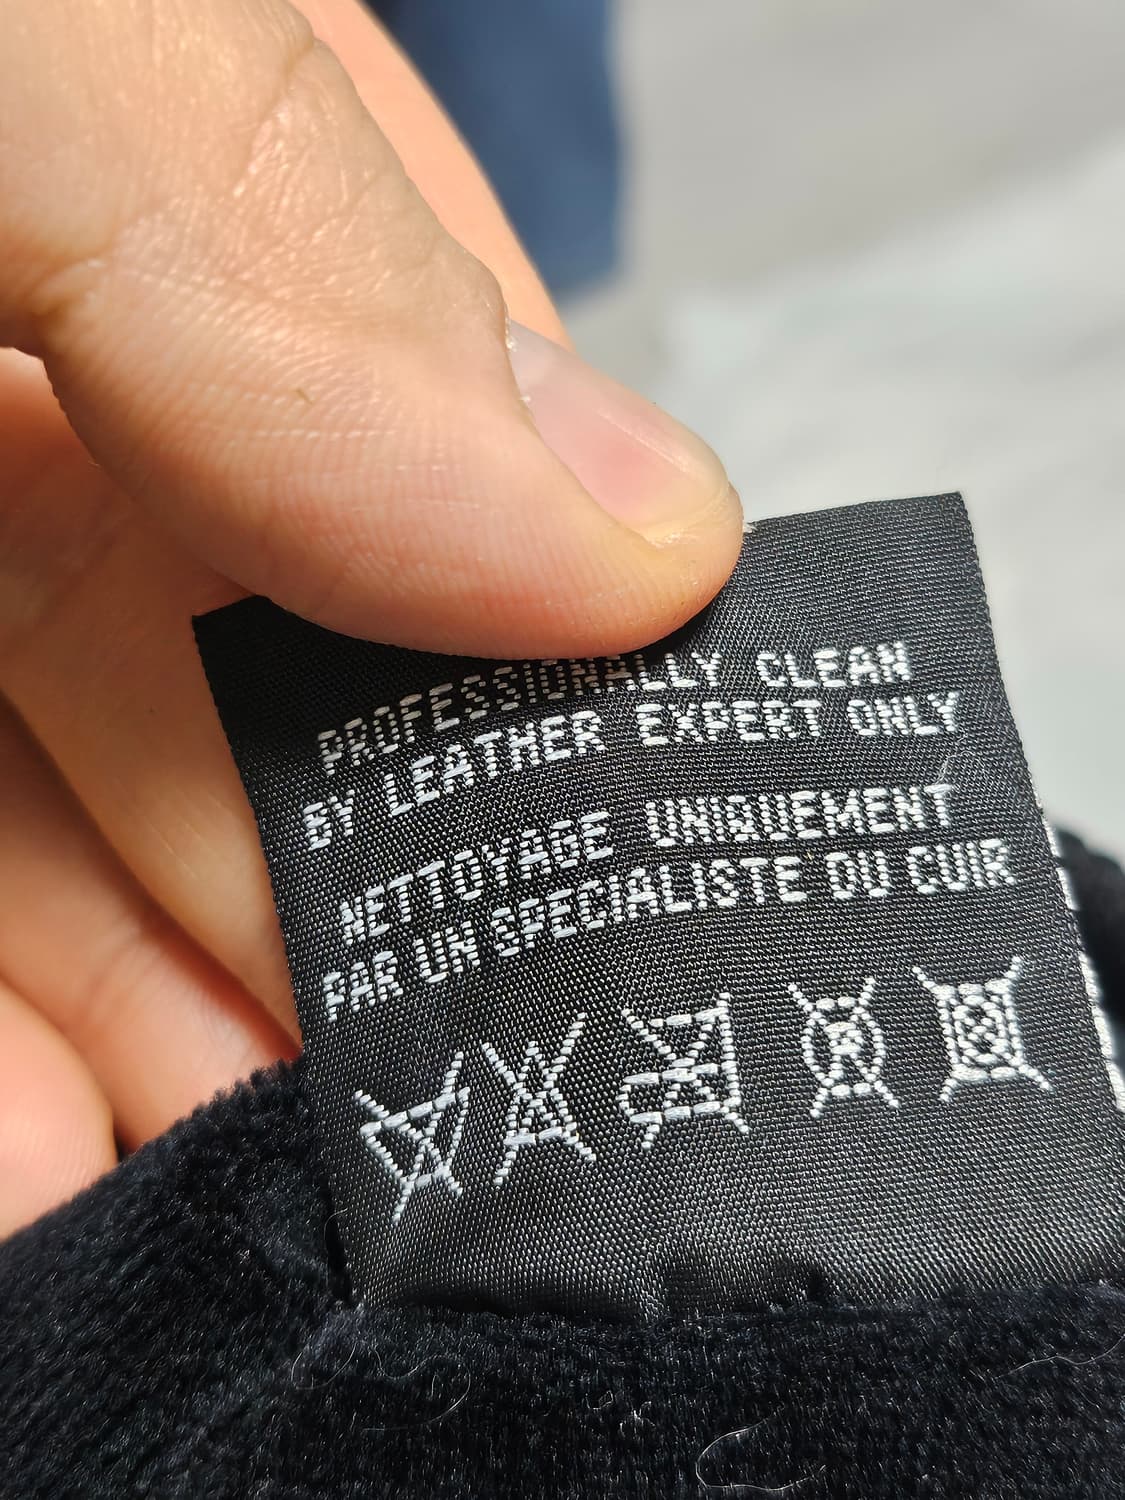 PROFESSIONALLY CLEAN
BY LEATHER EXPERT ONLY
NETTOYAGE UNIQUEMENT
PAR UN SPECIALISTE DU CUIR